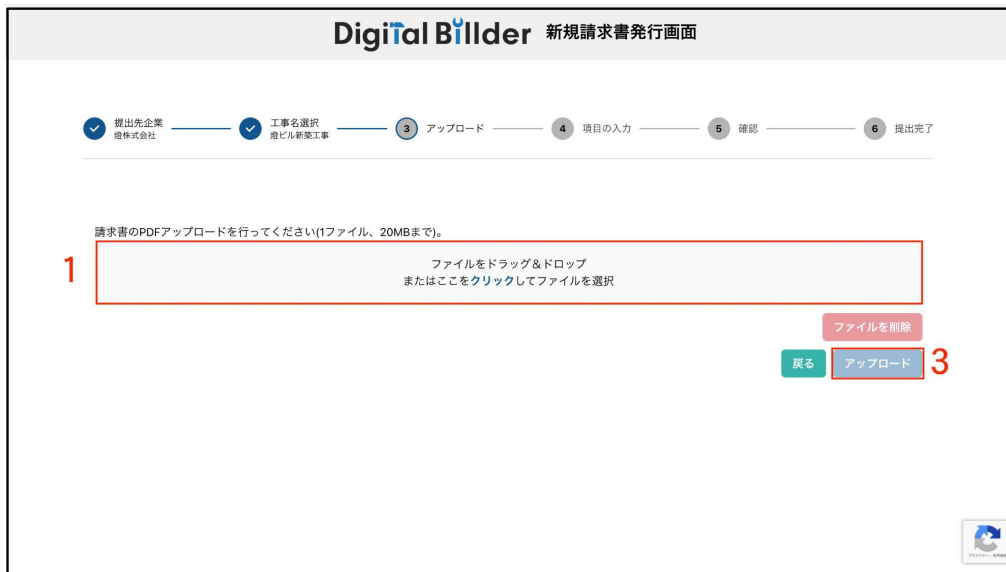 Digital Billder 新規請求書発行画面
提出先企業
燈株式会社
工事名選択
燈ビル新築工事
3 アップロード
4 項目の入力
5 確認
6 提出完了
請求書のPDFアップロードを行ってください(1ファイル、20MBまで)。
1
ファイルをドラッグ&ドロップ
またはここをクリックしてファイルを選択
ファイルを削除
戻る
アップロード
3